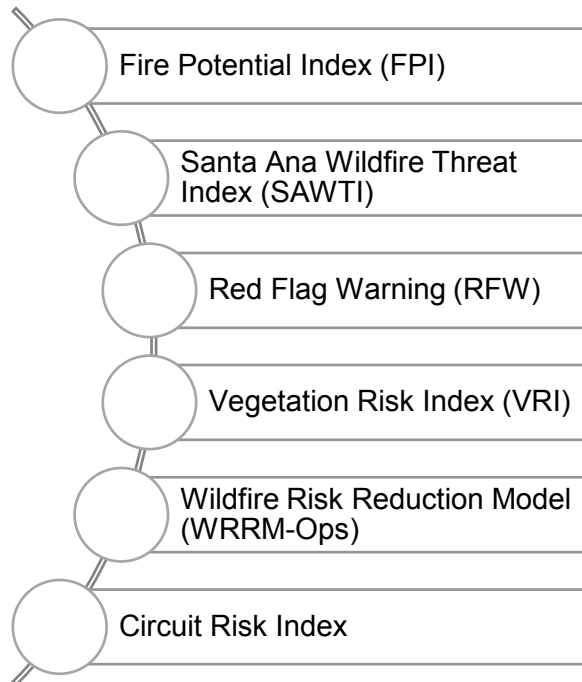 Fire Potential Index (FPI)
Santa Ana Wildfire Threat
Index (SAWTI)
Red Flag Warning (RFW)
Vegetation Risk Index (VRI)
Wildfire Risk Reduction Model
(WRRM-Ops)
Circuit Risk Index